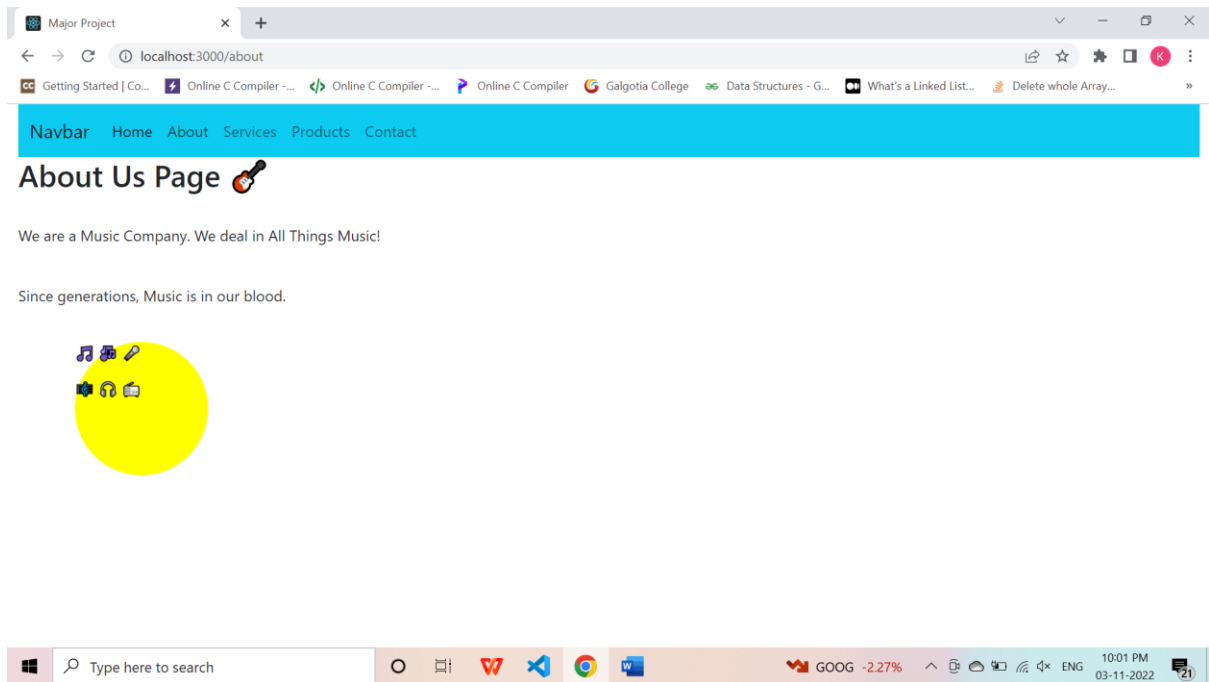 Major Project
localhost:3000/about
K
CC Getting Started | Co... Online C Compiler -... </> Online C Compiler -... Online C Compiler Galgotia College Data Structures - G... What's a Linked List... Delete whole Array... »
Navbar Home About Services Products Contact
About Us Page 🎸
We are a Music Company. We deal in All Things Music!
Since generations, Music is in our blood.
Type here to search W GOOG -2.27% ENG 10:01 PM
03-11-2022 21